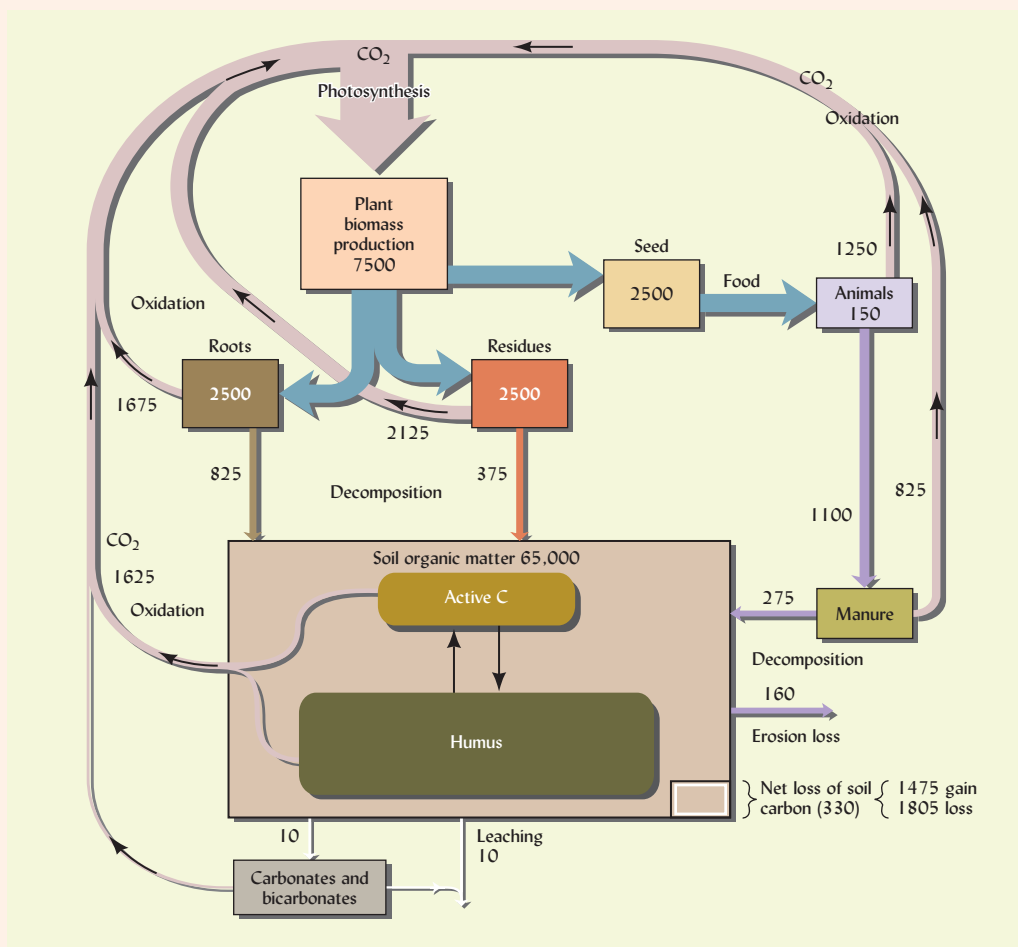 CO2
Photosynthesis
CO2
Oxidation
Plant
biomass
production
7500
Seed
2500
Food
1250
Animals
150
Oxidation
Roots
2500
Residues
2500
1675
2125
825
Decomposition
375
825
1100
CO2
1625
Oxidation
Soil organic matter 65,000
Active C
275
Manure
Decomposition
160
Erosion loss
Humus
Net loss of soil
carbon (330)
1475 gain
1805 loss
10
Leaching
10
Carbonates and
bicarbonates